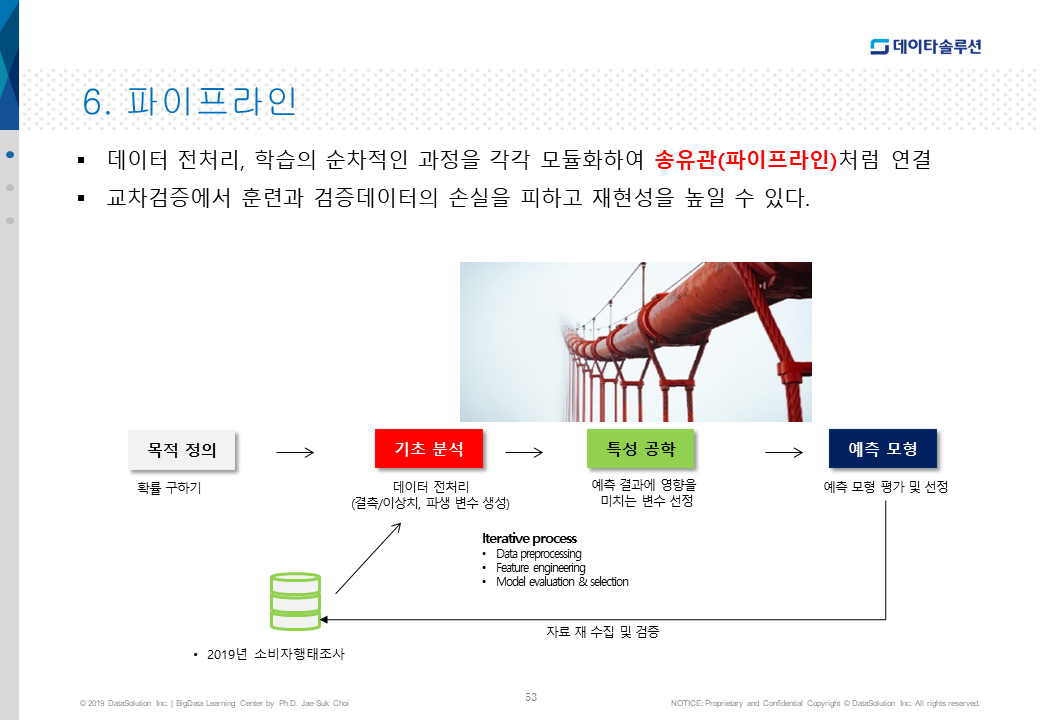 데이타솔루션
6. 파이프라인
▪ 데이터 전처리, 학습의 순차적인 과정을 각각 모듈화하여 송유관(파이프라인)처럼 연결
▪ 교차검증에서 훈련과 검증데이터의 손실을 피하고 재현성을 높일 수 있다.
목적 정의
기초 분석
특성 공학
예측 모형
확률 구하기
데이터 전처리
(결측/이상치, 파생 변수 생성)
예측 결과에 영향을
미치는 변수 선정
예측 모형 평가 및 선정
Iterative process
• Data preprocessing
• Feature engineering
• Model evaluation & selection
자료 재 수집 및 검증
• 2019년 소비자행태조사
© 2019 DataSolution Inc. | BigData Learning Center by Ph.D. Jae-Suk Choi
53
NOTICE: Proprietary and Confidential Copyright © DataSolution Inc. All rights reserved.